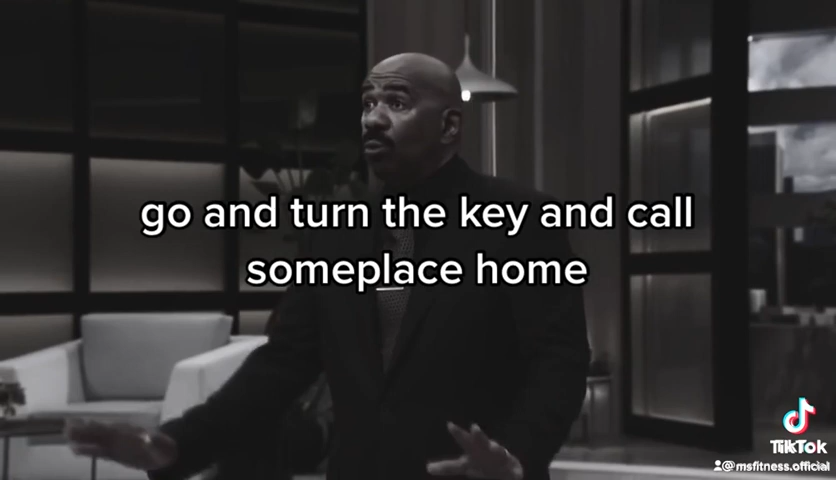 go and turn the key and call
someplace home
TikTok
@msfitness.official